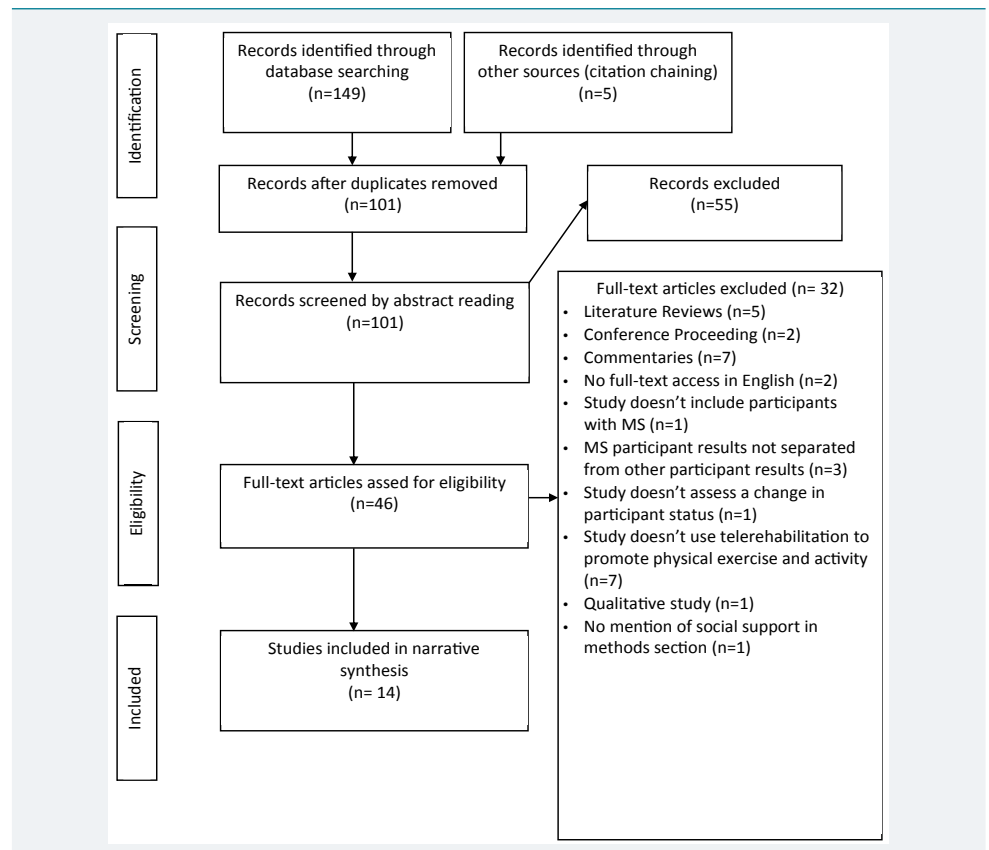 Identification
Records identified through
database searching
(n=149)
Records identified through
other sources (citation chaining)
(n=5)
Records after duplicates removed
(n=101)
Records excluded
(n=55)
Screening
Records screened by abstract reading
(n=101)
Full-text articles excluded (n= 32)
• Literature Reviews (n=5)
• Conference Proceeding (n=2)
• Commentaries (n=7)
• No full-text access in English (n=2)
• Study doesn’t include participants
with MS (n=1)
• MS participant results not separated
from other participant results (n=3)
• Study doesn’t assess a change in
participant status (n=1)
• Study doesn’t use telerehabilitation to
promote physical exercise and activity
(n=7)
• Qualitative study (n=1)
• No mention of social support in
methods section (n=1)
Eligibility
Full-text articles assed for eligibility
(n=46)
Included
Studies included in narrative
synthesis
(n= 14)